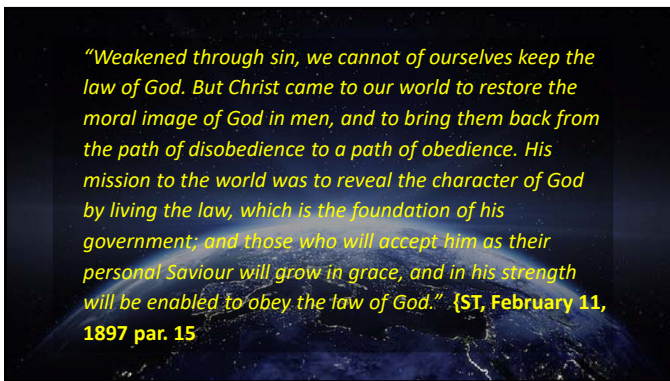 “Weakened through sin, we cannot of ourselves keep the
law of God. But Christ came to our world to restore the
moral image of God in men, and to bring them back from
the path of disobedience to a path of obedience. His
mission to the world was to reveal the character of God
by living the law, which is the foundation of his
government; and those who will accept him as their
personal Saviour will grow in grace, and in his strength
will be enabled to obey the law of God.” {ST, February 11,
1897 par. 15